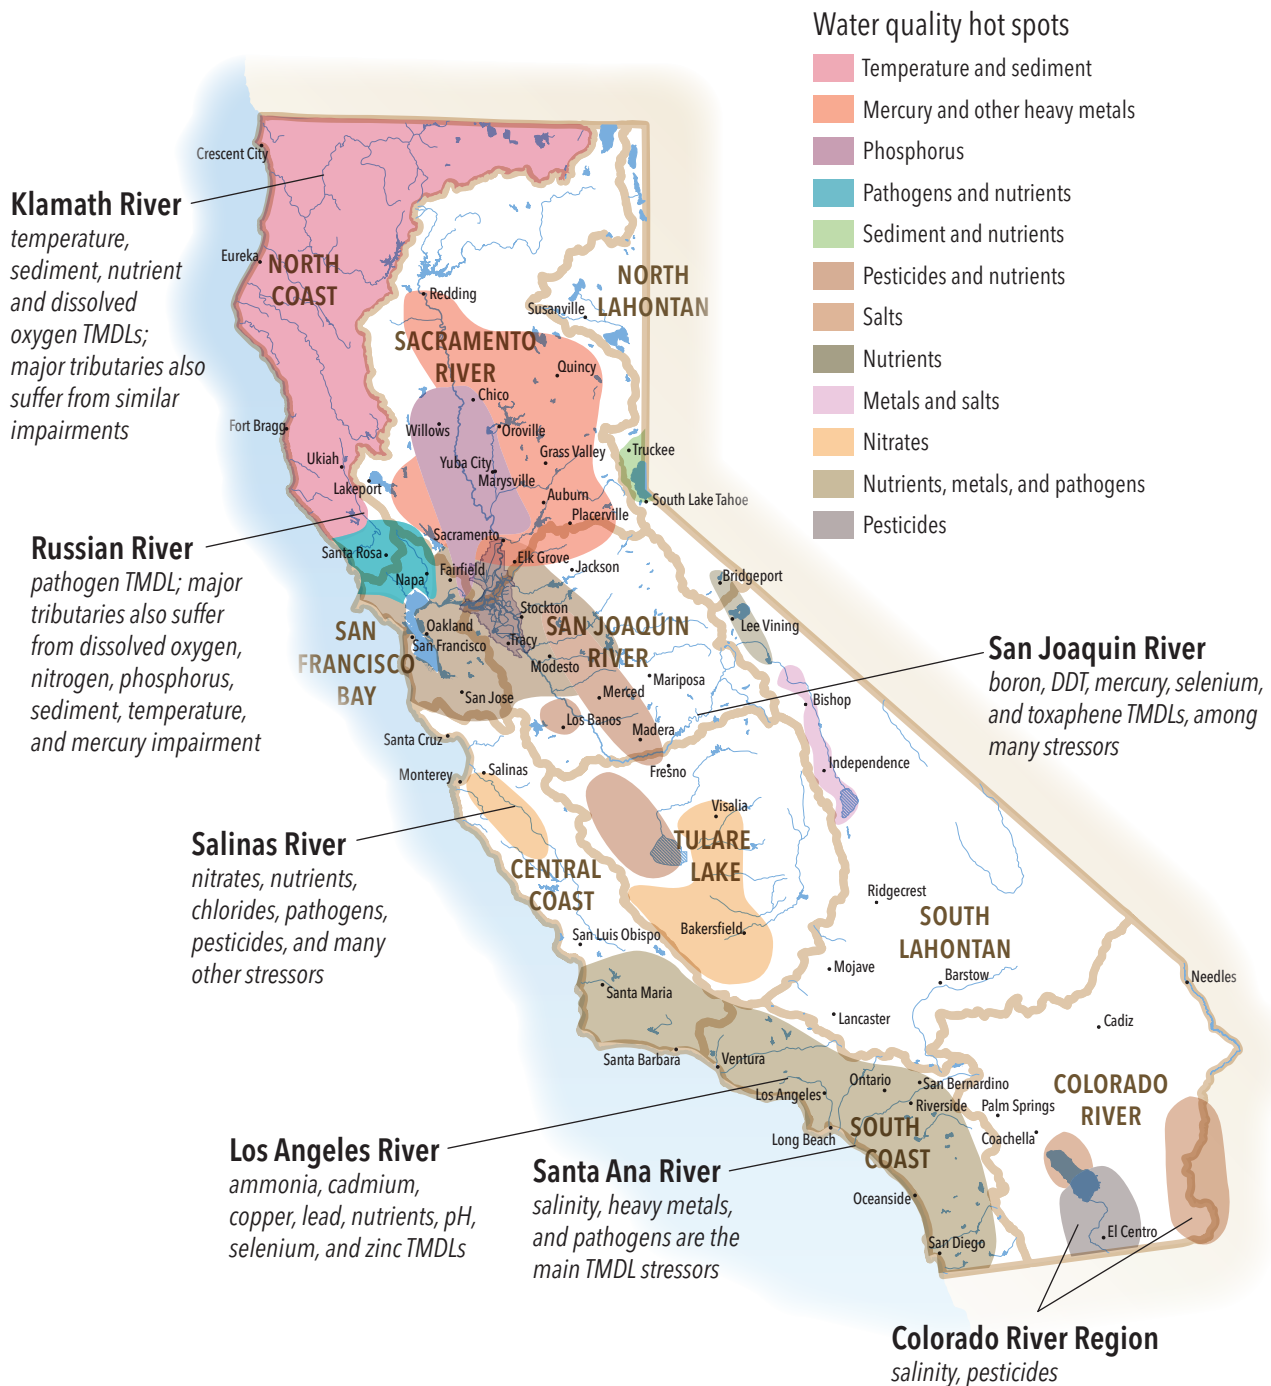 Water quality hot spots
Temperature and sediment
Mercury and other heavy metals
Phosphorus
Pathogens and nutrients
Sediment and nutrients
Pesticides and nutrients
Salts
Nutrients
Metals and salts
Nitrates
Nutrients, metals, and pathogens
Pesticides
Crescent City
Klamath River
temperature,
sediment, nutrient
and dissolved
oxygen TMDLs;
major tributaries also
suffer from similar
impairments
Eureka
NORTH
COAST
NORTH
LAHONTAN
Redding
Susanville
SACRAMENTO
RIVER
Quincy
Chico
Fort Bragg
Willows
Oroville
Ukiah
Yuba City
Grass Valley
Truckee
Lakeport
Marysville
Auburn
South Lake Tahoe
Placerville
Russian River
pathogen TMDL; major
tributaries also suffer
from dissolved oxygen,
nitrogen, phosphorus,
sediment, temperature,
and mercury impairment
Sacramento
Santa Rosa
Elk Grove
Napa
Fairfield
Jackson
Bridgeport
Stockton
Lee Vining
SAN
FRANCISCO
BAY
Oakland
San Francisco
Tracy
SAN JOAQUIN
RIVER
Modesto
San Joaquin River
boron, DDT, mercury, selenium,
and toxaphene TMDLs, among
many stressors
Mariposa
San Jose
Merced
Bishop
Los Banos
Madera
Santa Cruz
Independence
Monterey
Salinas
Fresno
Visalia
Salinas River
nitrates, nutrients,
chlorides, pathogens,
pesticides, and many
other stressors
TULARE
LAKE
CENTRAL
COAST
Ridgecrest
San Luis Obispo
Bakersfield
SOUTH
LAHONTAN
Mojave
Barstow
Needles
Santa Maria
Lancaster
Cadiz
Santa Barbara
Ventura
Ontario
San Bernardino
COLORADO
RIVER
Los Angeles
Riverside
Palm Springs
Long Beach
SOUTH
COAST
Coachella
Los Angeles River
ammonia, cadmium,
copper, lead, nutrients, pH,
selenium, and zinc TMDLs
Santa Ana River
salinity, heavy metals,
and pathogens are the
main TMDL stressors
Oceanside
San Diego
El Centro
Colorado River Region
salinity, pesticides